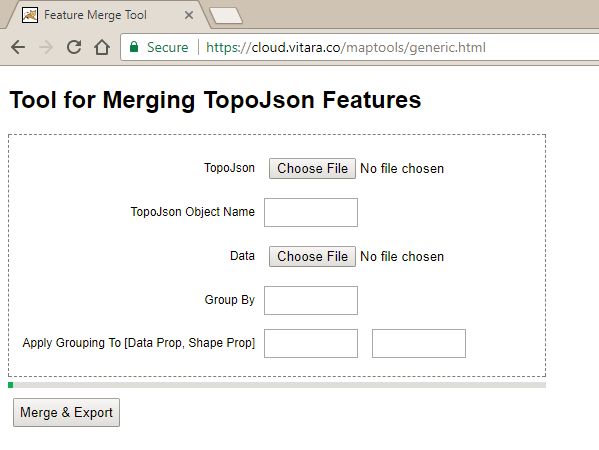 Feature Merge Tool
Secure https://cloud.vitara.co/maptools/generic.html
Tool for Merging TopoJson Features
TopoJson Choose File No file chosen
TopoJson Object Name
Data Choose File No file chosen
Group By
Apply Grouping To [Data Prop, Shape Prop]
Merge & Export